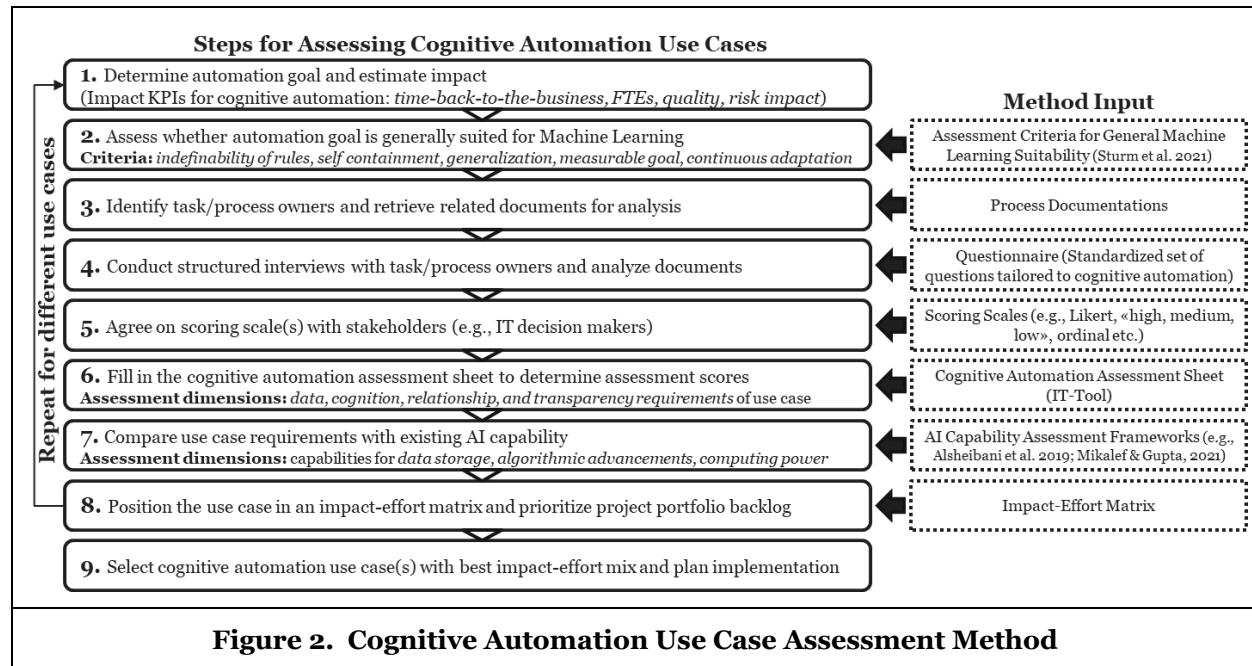 Steps for Assessing Cognitive Automation Use Cases
1. Determine automation goal and estimate impact
(Impact KPIs for cognitive automation: time-back-to-the-business, FTEs, quality, risk impact)
Method Input
2. Assess whether automation goal is generally suited for Machine Learning
Criteria: indefinability of rules, self containment, generalization, measurable goal, continuous adaptation
Assessment Criteria for General Machine
Learning Suitability (Sturm et al. 2021)
3. Identify task/process owners and retrieve related documents for analysis
Process Documentations
4. Conduct structured interviews with task/process owners and analyze documents
Questionnaire (Standardized set of
questions tailored to cognitive automation)
5. Agree on scoring scale(s) with stakeholders (e.g., IT decision makers)
Scoring Scales (e.g., Likert, «high, medium,
low», ordinal etc.)
6. Fill in the cognitive automation assessment sheet to determine assessment scores
Assessment dimensions: data, cognition, relationship, and transparency requirements of use case
Cognitive Automation Assessment Sheet
(IT-Tool)
7. Compare use case requirements with existing AI capability
Assessment dimensions: capabilities for data storage, algorithmic advancements, computing power
AI Capability Assessment Frameworks (e.g.,
Alsheibani et al. 2019; Mikalef & Gupta, 2021)
8. Position the use case in an impact-effort matrix and prioritize project portfolio backlog
Impact-Effort Matrix
9. Select cognitive automation use case(s) with best impact-effort mix and plan implementation
Repeat for different use cases
Figure 2. Cognitive Automation Use Case Assessment Method